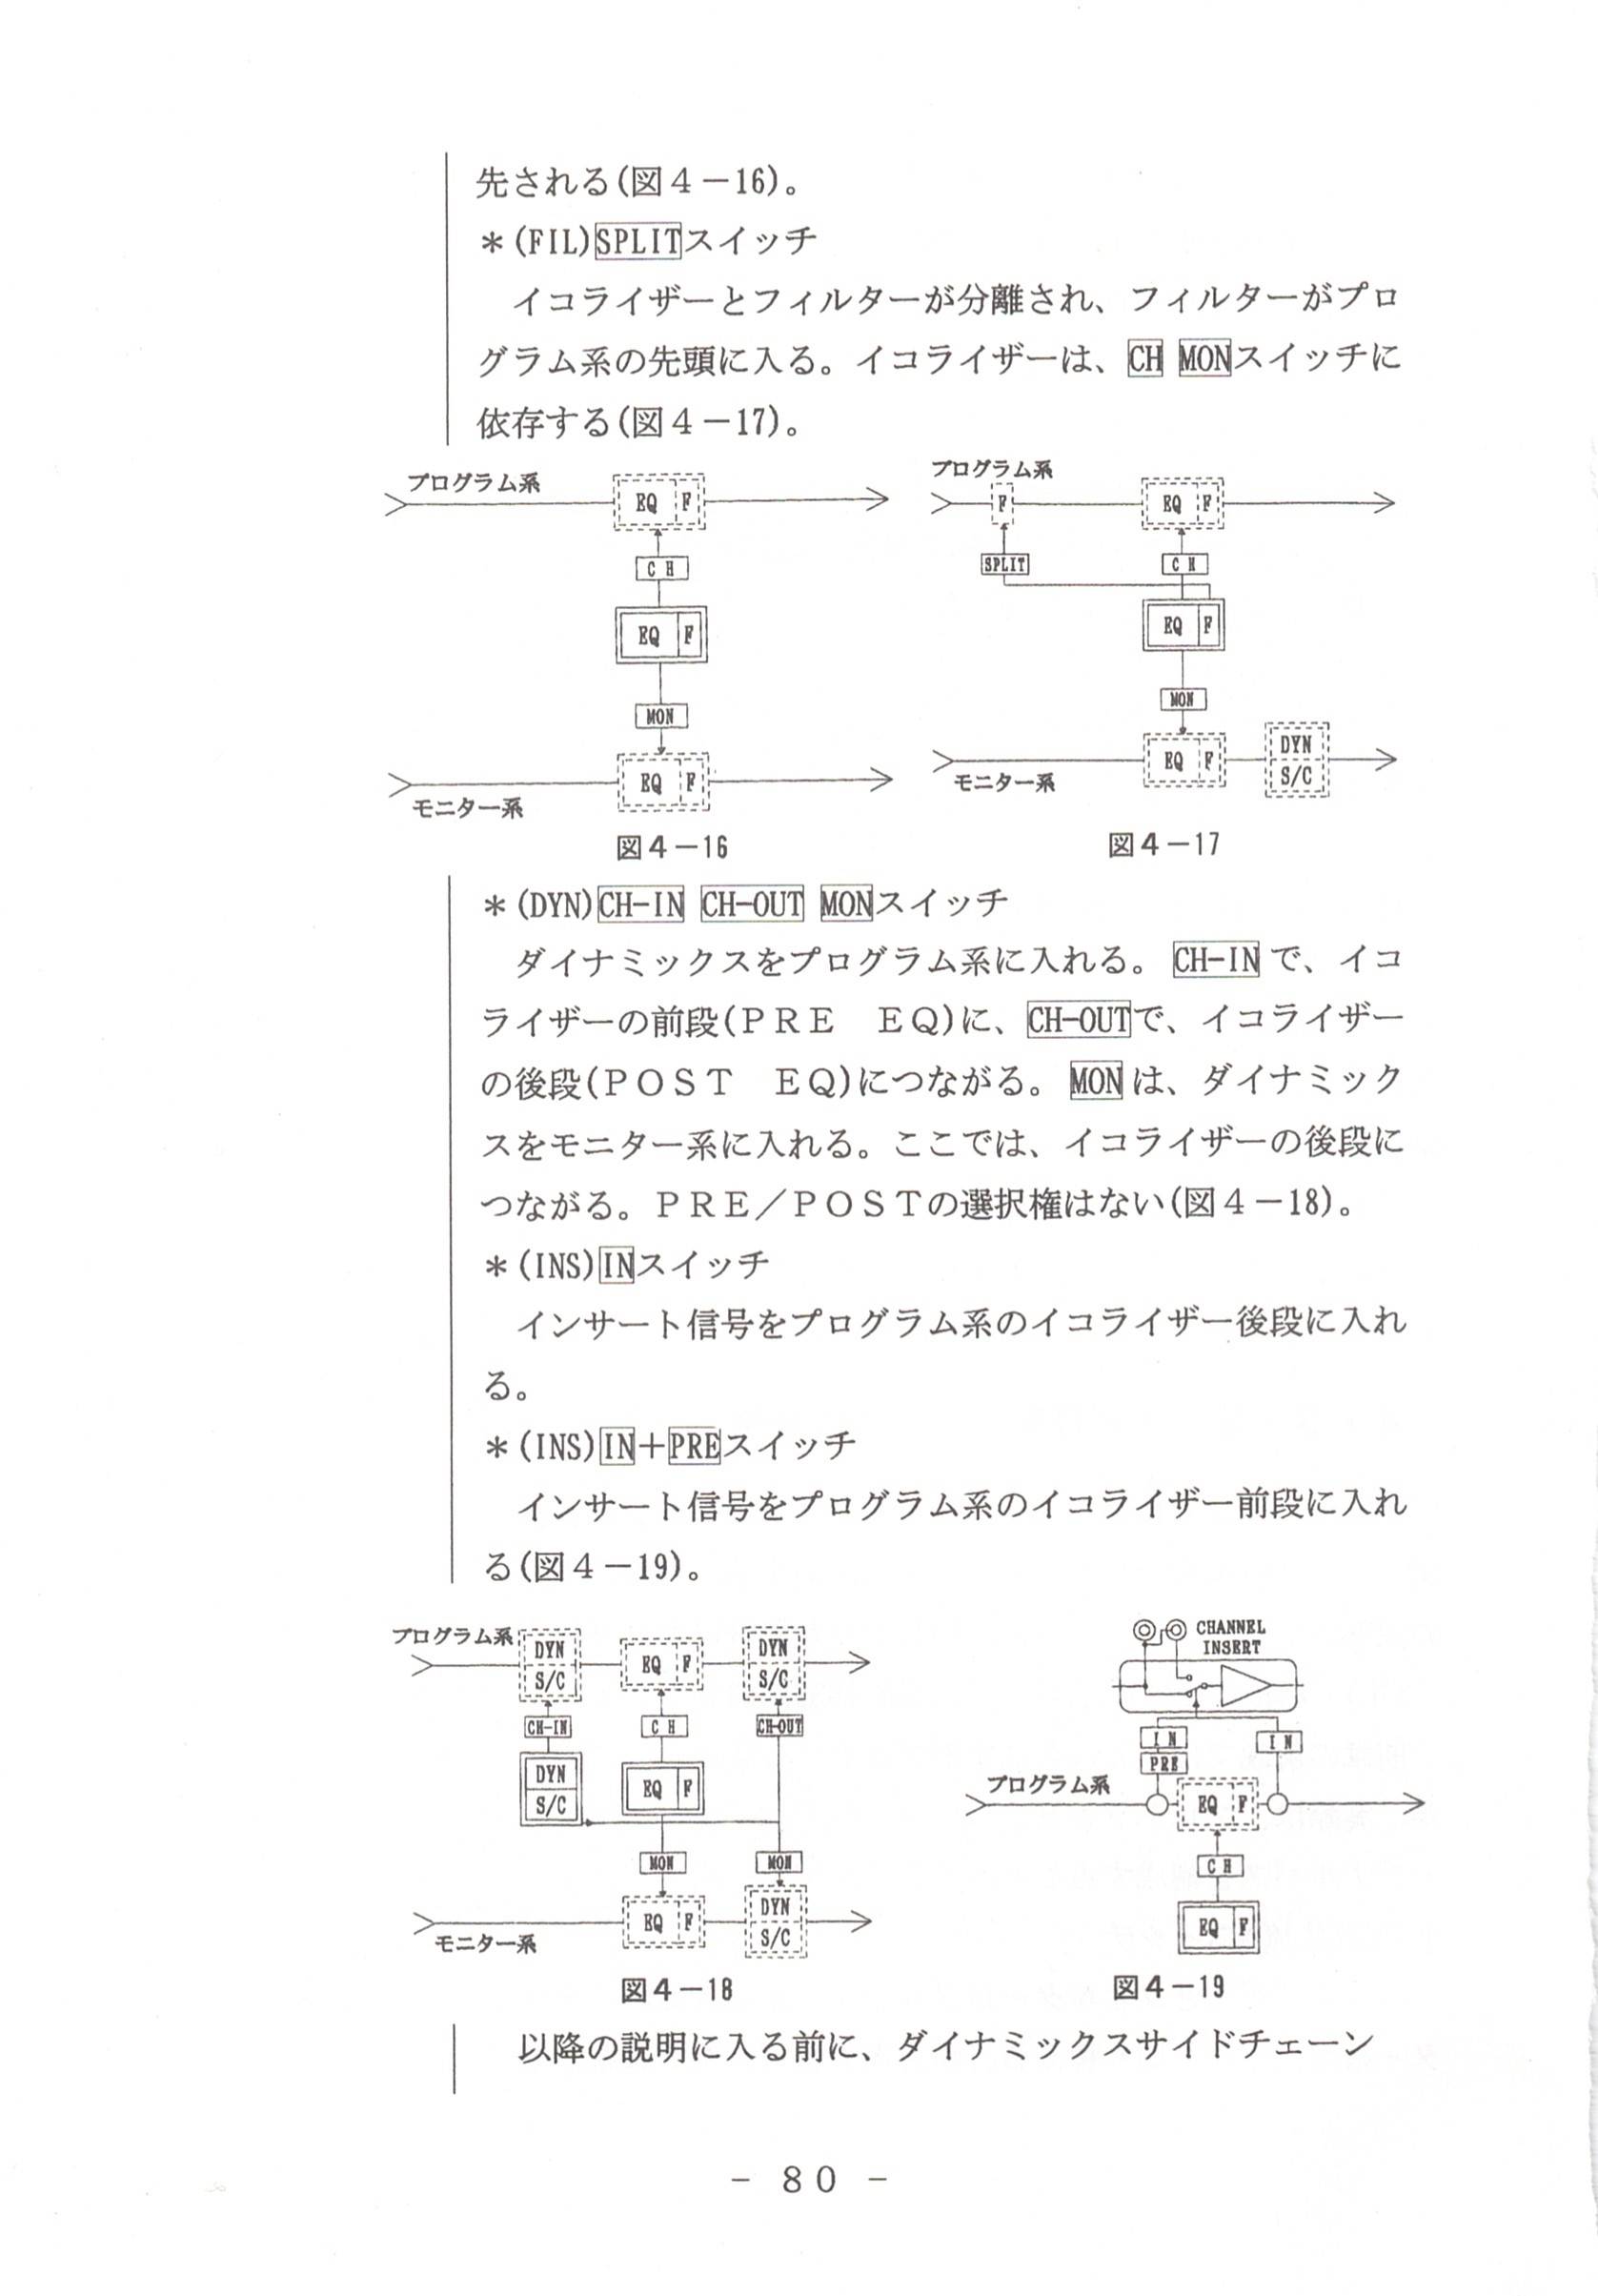 先される(図４－16)。
＊(FIL)SPLITスイッチ
イコライザーとフィルターが分離され、フィルターがプロ
グラム系の先頭に入る。イコライザーは、CH MONスイッチに
依存する(図４－17)。
プログラム系
EQ F
CH
EQ F
MON
EQ F
モニター系
図４－16
プログラム系
F
EQ F
SPLIT
CH
EQ F
MON
EQ F
DYN
S/C
モニター系
図４－17
＊(DYN)CH-IN CH-OUT MONスイッチ
ダイナミックスをプログラム系に入れる。CH-INで、イコ
ライザーの前段(ＰＲＥ　ＥＱ)に、CH-OUTで、イコライザー
の後段(ＰＯＳＴ　ＥＱ)につながる。MONは、ダイナミック
スをモニター系に入れる。ここでは、イコライザーの後段に
つながる。ＰＲＥ／ＰＯＳＴの選択権はない(図４－18)。
＊(INS)INスイッチ
インサート信号をプログラム系のイコライザー後段に入れ
る。
＊(INS)IN＋PREスイッチ
インサート信号をプログラム系のイコライザー前段に入れ
る(図４－19)。
プログラム系
DYN
S/C
EQ F
DYN
S/C
CH-IN
CH
CH-OUT
DYN
S/C
EQ F
MON
MON
EQ F
DYN
S/C
モニター系
図４－18
CHANNEL
INSERT
IN
PRE
IN
プログラム系
EQ F
CH
EQ F
図４－19
以降の説明に入る前に、ダイナミックスサイドチェーン
- 80 -